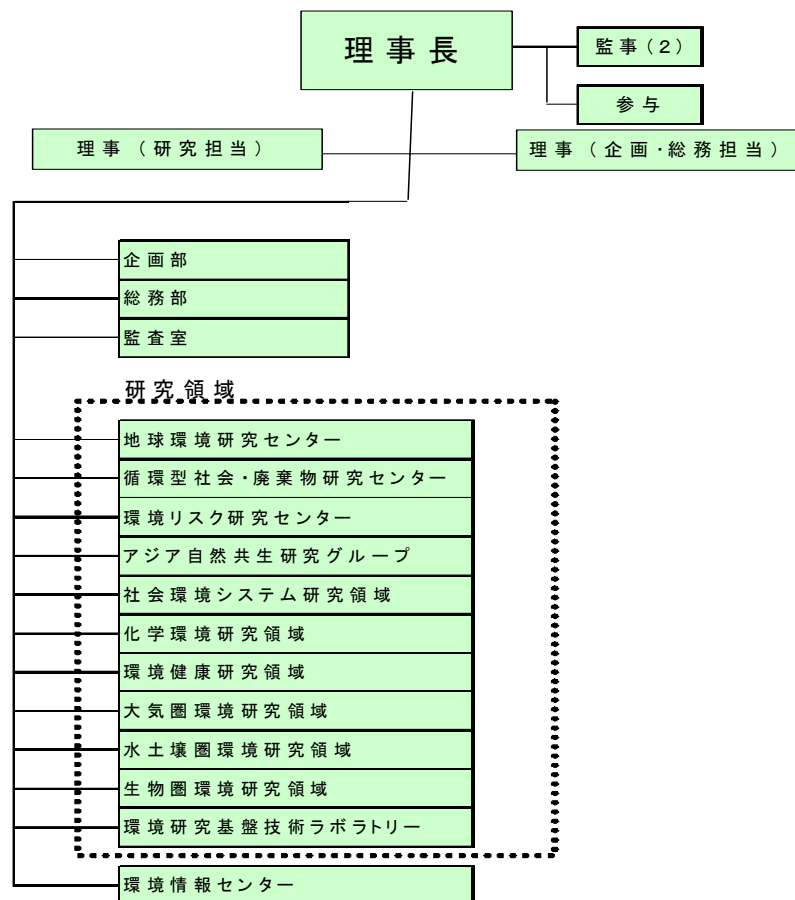 理事長
監事(2)
参与
理事(研究担当)
理事(企画・総務担当)
企画部
総務部
監査室
研究領域
地球環境研究センター
循環型社会・廃棄物研究センター
環境リスク研究センター
アジア自然共生研究グループ
社会環境システム研究領域
化学環境研究領域
環境健康研究領域
大気圏環境研究領域
水土壌圏環境研究領域
生物圏環境研究領域
環境研究基盤技術ラボラトリー
環境情報センター